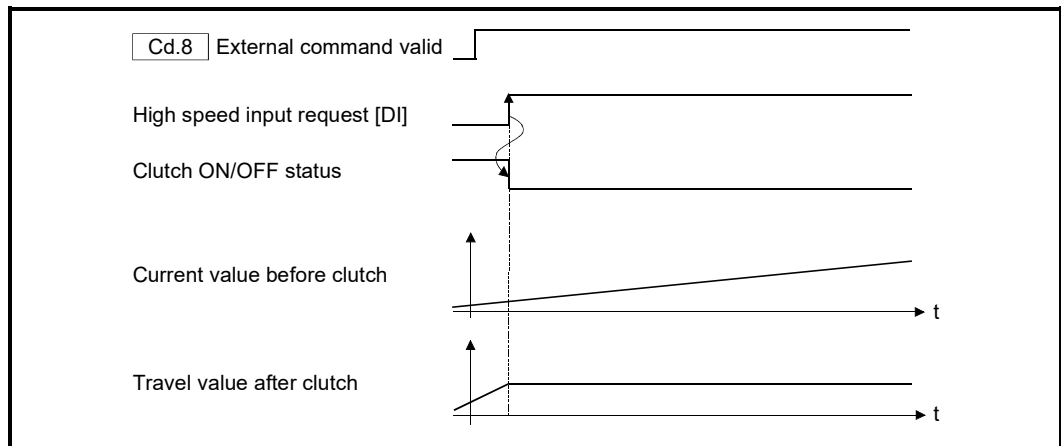 Cd.8 External command valid
High speed input request [DI]
Clutch ON/OFF status
Current value before clutch
t
Travel value after clutch
t